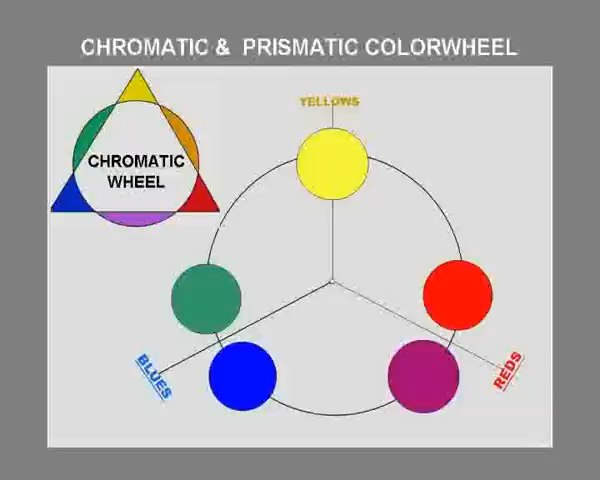 CHROMATIC & PRISMATIC COLORWHEEL
YELLOWS
CHROMATIC
WHEEL
BLUES
REDS